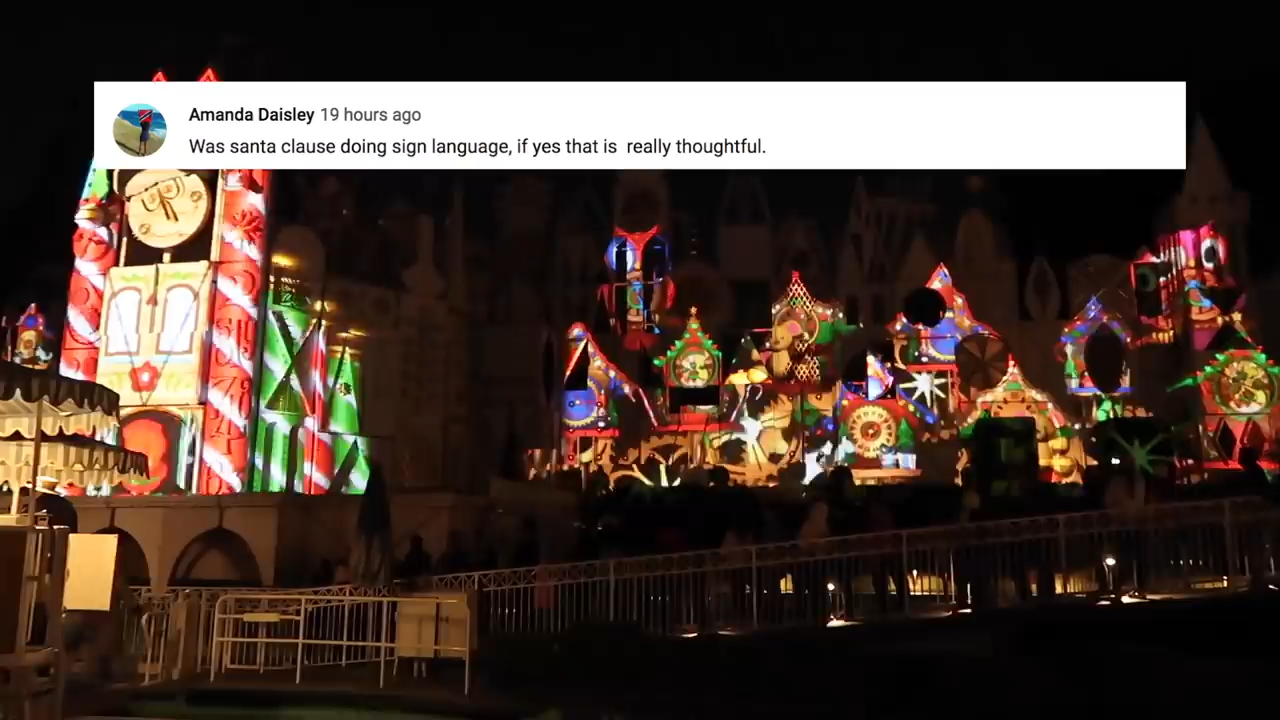 Amanda Daisley 19 hours ago
Was santa clause doing sign language, if yes that is  really thoughtful.